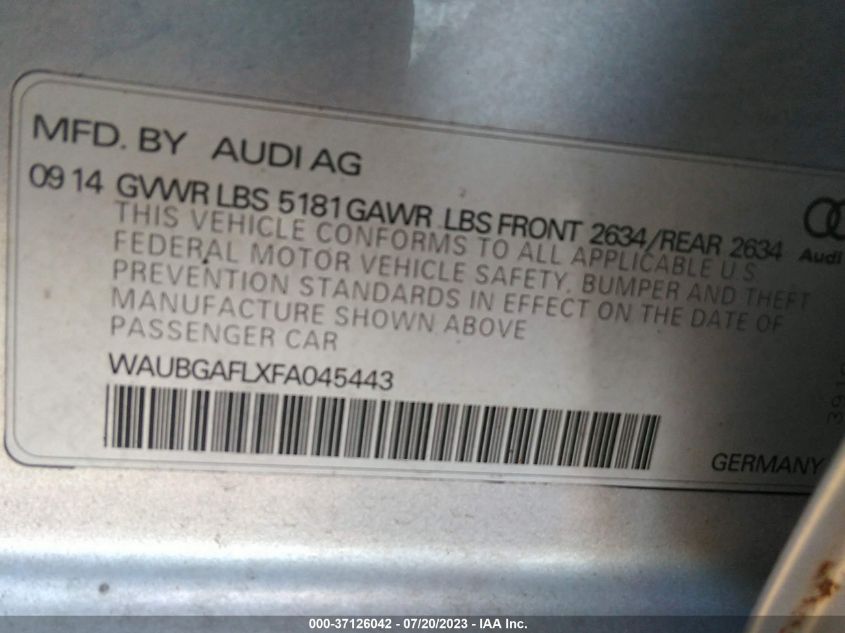 MFD. BY AUDI AG
09 14 GVWR LBS 5181 GAWR LBS FRONT 2634/REAR 2634
THIS VEHICLE CONFORMS TO ALL APPLICABLE U.S
FEDERAL MOTOR VEHICLE SAFETY. BUMPER AND THEFT
PREVENTION STANDARDS IN EFFECT ON THE DATE OF
MANUFACTURE SHOWN ABOVE
PASSENGER CAR
Audi
WAUBGAFLXFA045443
GERMANY
000-37126042 - 07/20/2023 - IAA Inc.